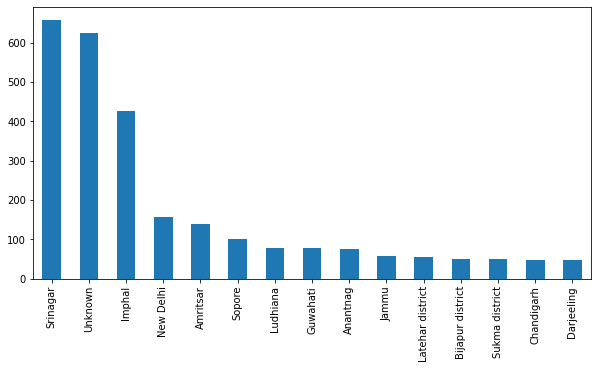 600
500
400
300
200
100
0
Srinagar
Unknown
Imphal
New Delhi
Amritsar
Sopore
Ludhiana
Guwahati
Anantnag
Jammu
Latehar district
Bijapur district
Sukma district
Chandigarh
Darjeeling